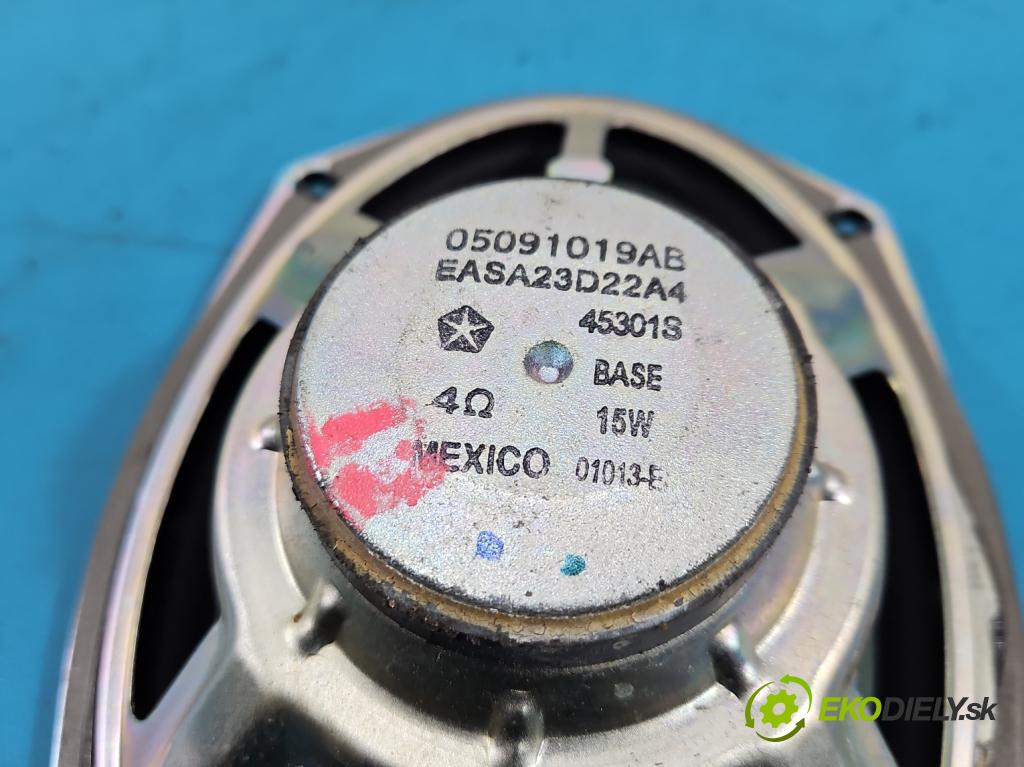 05091019AB
EASA23D22A4
45301S
BASE
4Ω
15W
MEXICO 01013-E
EKODIELY.sk